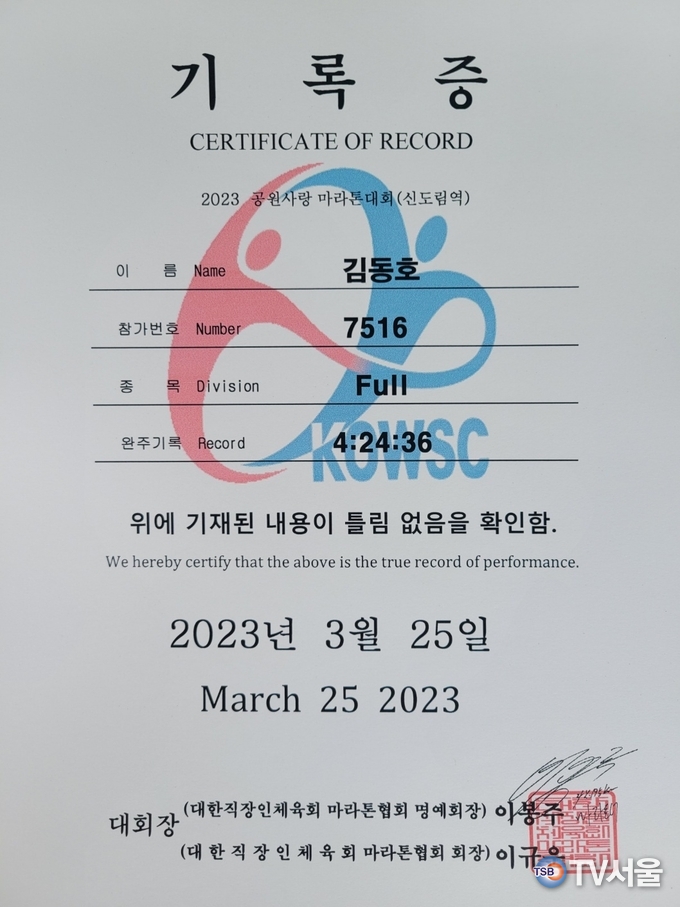 기 록 증
CERTIFICATE OF RECORD
2023 공원사랑 마라톤대회(신도림역)
이 름 Name 김동호
참가번호 Number 7516
종 목 Division Full
완주기록 Record 4:24:36
KOWSC
위에 기재된 내용이 틀림 없음을 확인함.
We hereby certify that the above is the true record of performance.
2023년 3월 25일
March 25 2023
대회장 (대한직장인체육회 마라톤협회 명예회장) 이봉주
(대 한 직 장 인 체 육 회 마라톤협회 회장) 이규운
TSB TV서울